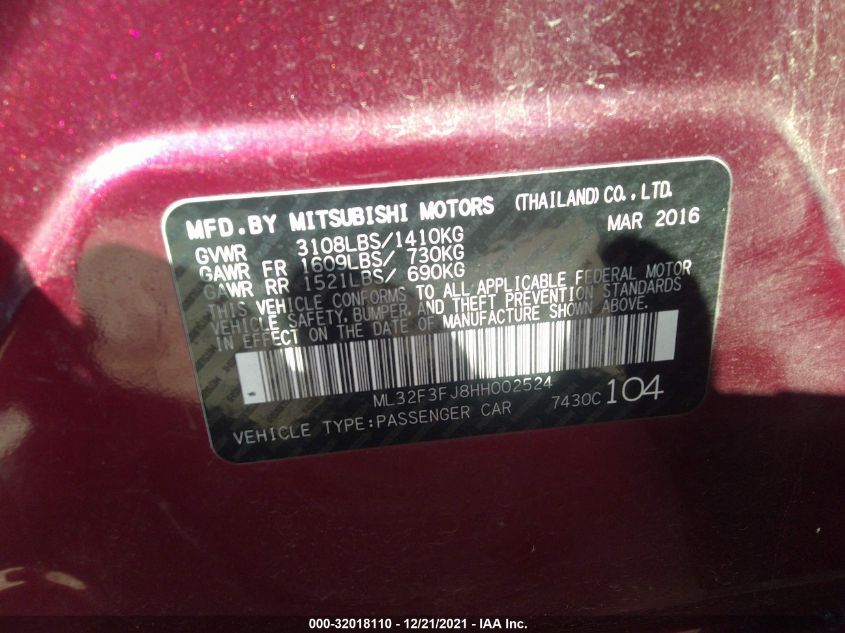 MFD.BY MITSUBISHI MOTORS (THAILAND)CO.,LTD.
MAR 2016
GVWR 3108LBS/1410KG
GAWR FR 1609LBS/ 730KG
GAWR RR 1521LBS/ 690KG
THIS VEHICLE CONFORMS TO ALL APPLICABLE FEDERAL MOTOR
VEHICLE SAFETY, BUMPER, AND THEFT PREVENTION STANDARDS
IN EFFECT ON THE DATE OF MANUFACTURE SHOWN ABOVE.
ML32F3FJ8HH002524
VEHICLE TYPE:PASSENGER CAR 7430C 104
000-32018110 - 12/21/2021 - IAA Inc.